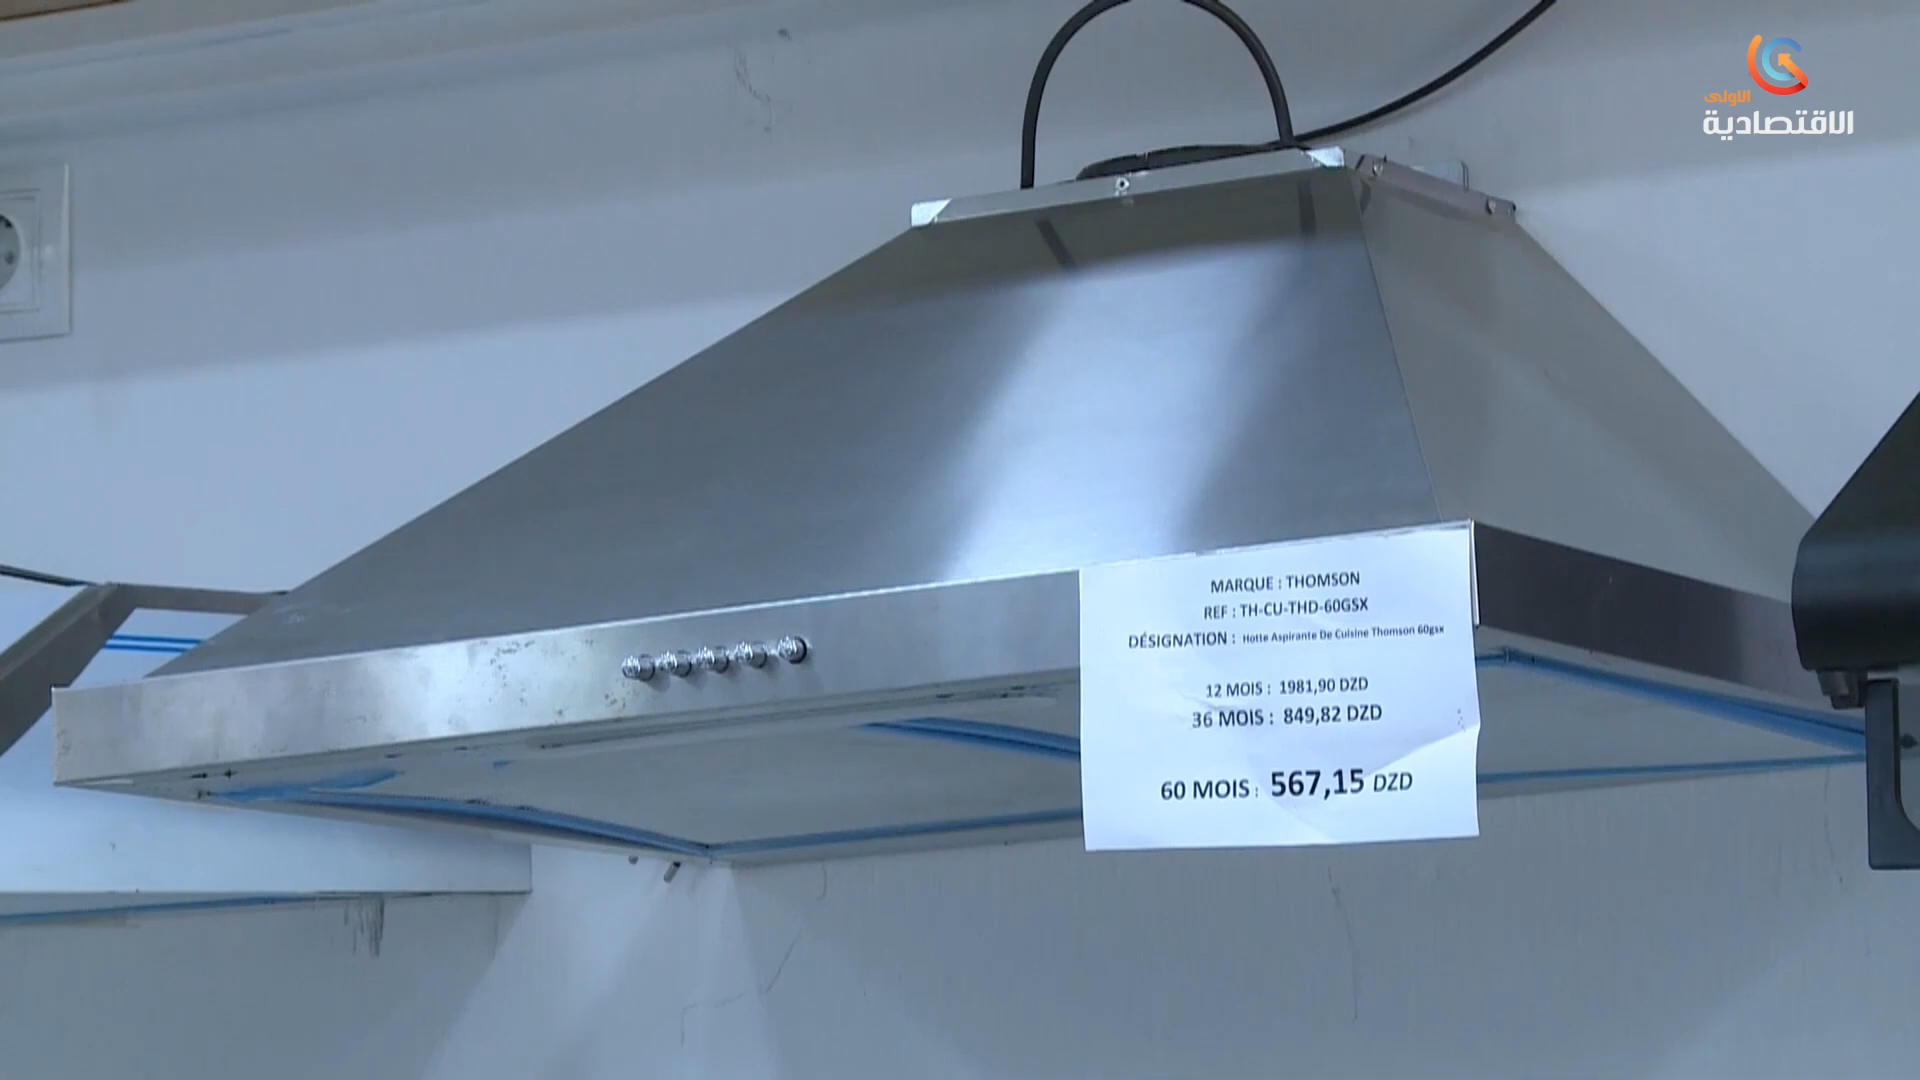 الأولى
الاقتصادية
MARQUE : THOMSON
REF : TH-CU-THD-60GSX
DÉSIGNATION : Hotte Aspirante De Cuisine Thomson 60gsx
12 MOIS : 1981,90 DZD
36 MOIS : 849,82 DZD
60 MOIS : 567,15 DZD